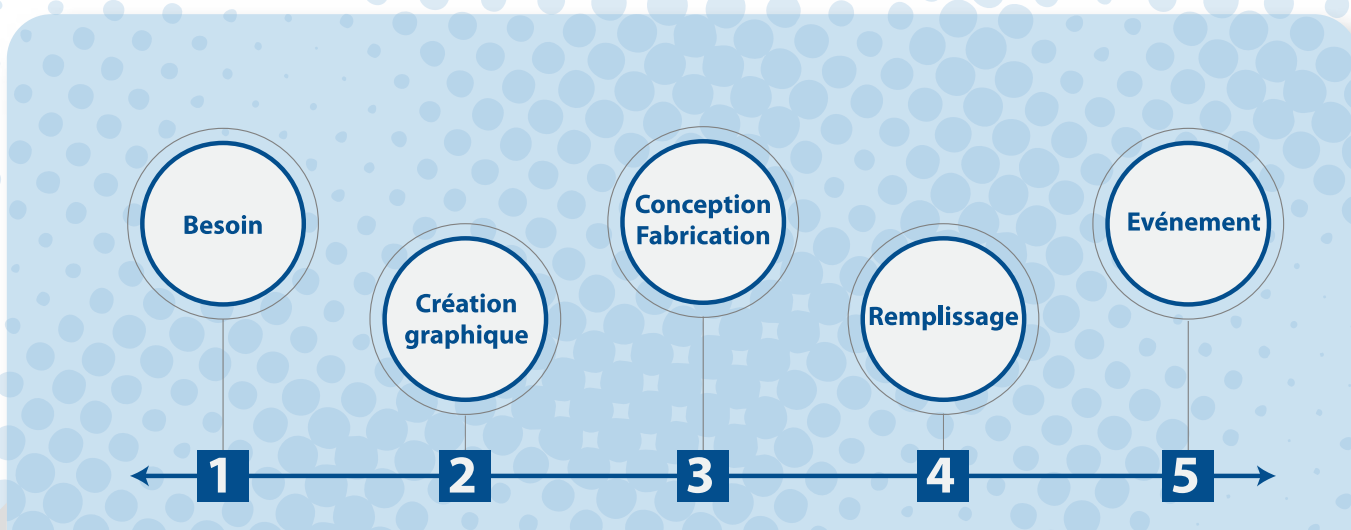 Besoin
Création
graphique
Conception
Fabrication
Remplissage
Evénement
1
2
3
4
5